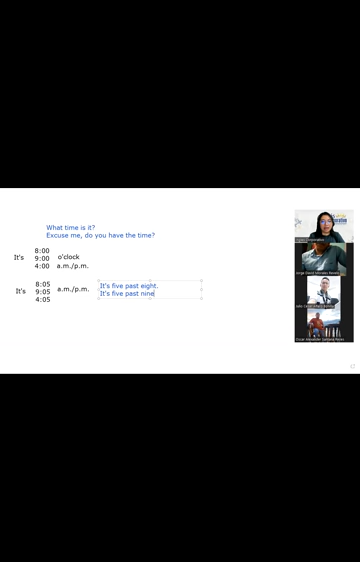 What time is it?
Excuse me, do you have the time?
8:00
It's 9:00 o'clock
4:00 a.m./p.m.
8:05
It's 9:05 a.m./p.m.
4:05
It's five past eight.
It's five past nine